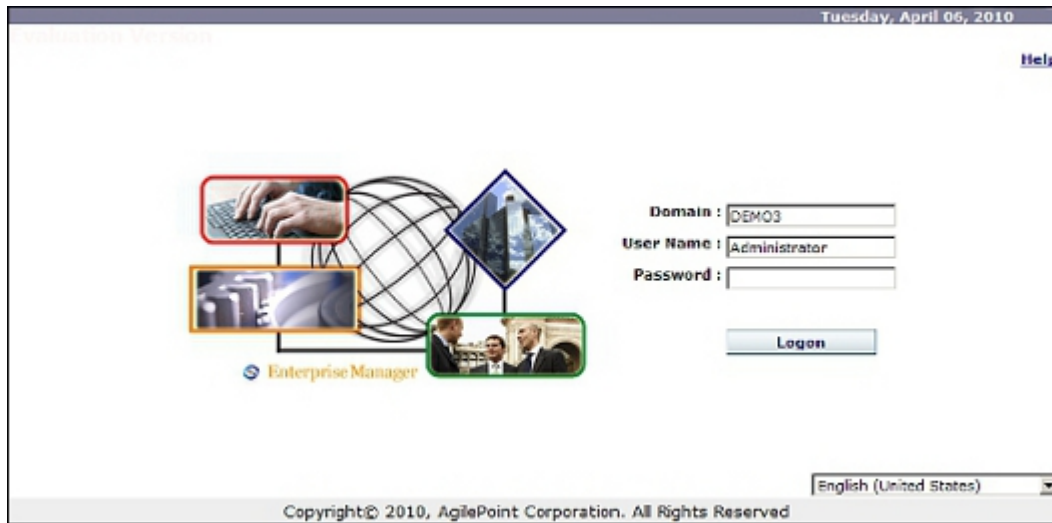 Tuesday, April 06, 2010
Evaluation Version
Help
Domain : DEMO3
User Name : Administrator
Password :
Logon
Enterprise Manager
English (United States)
Copyright© 2010, AgilePoint Corporation. All Rights Reserved